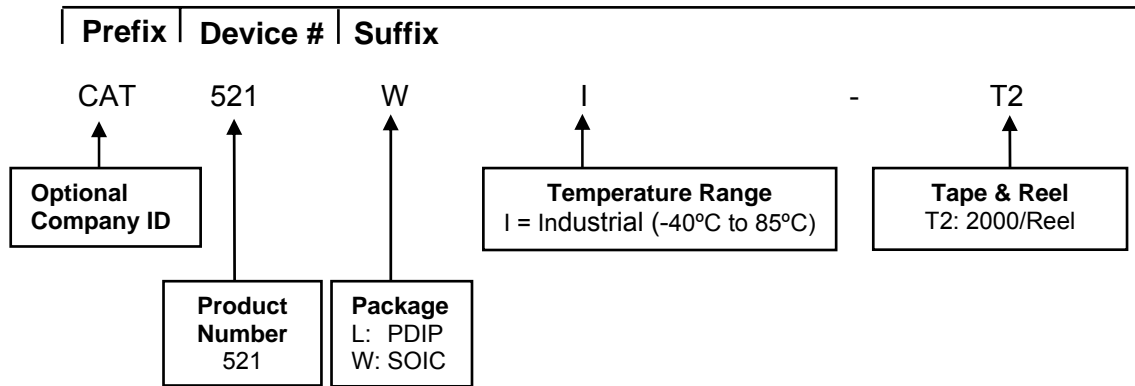 Prefix Device # Suffix
CAT 521 W I - T2
Optional
Company ID
Temperature Range
I = Industrial (-40ºC to 85ºC)
Tape & Reel
T2: 2000/Reel
Product
Number
521
Package
L: PDIP
W: SOIC